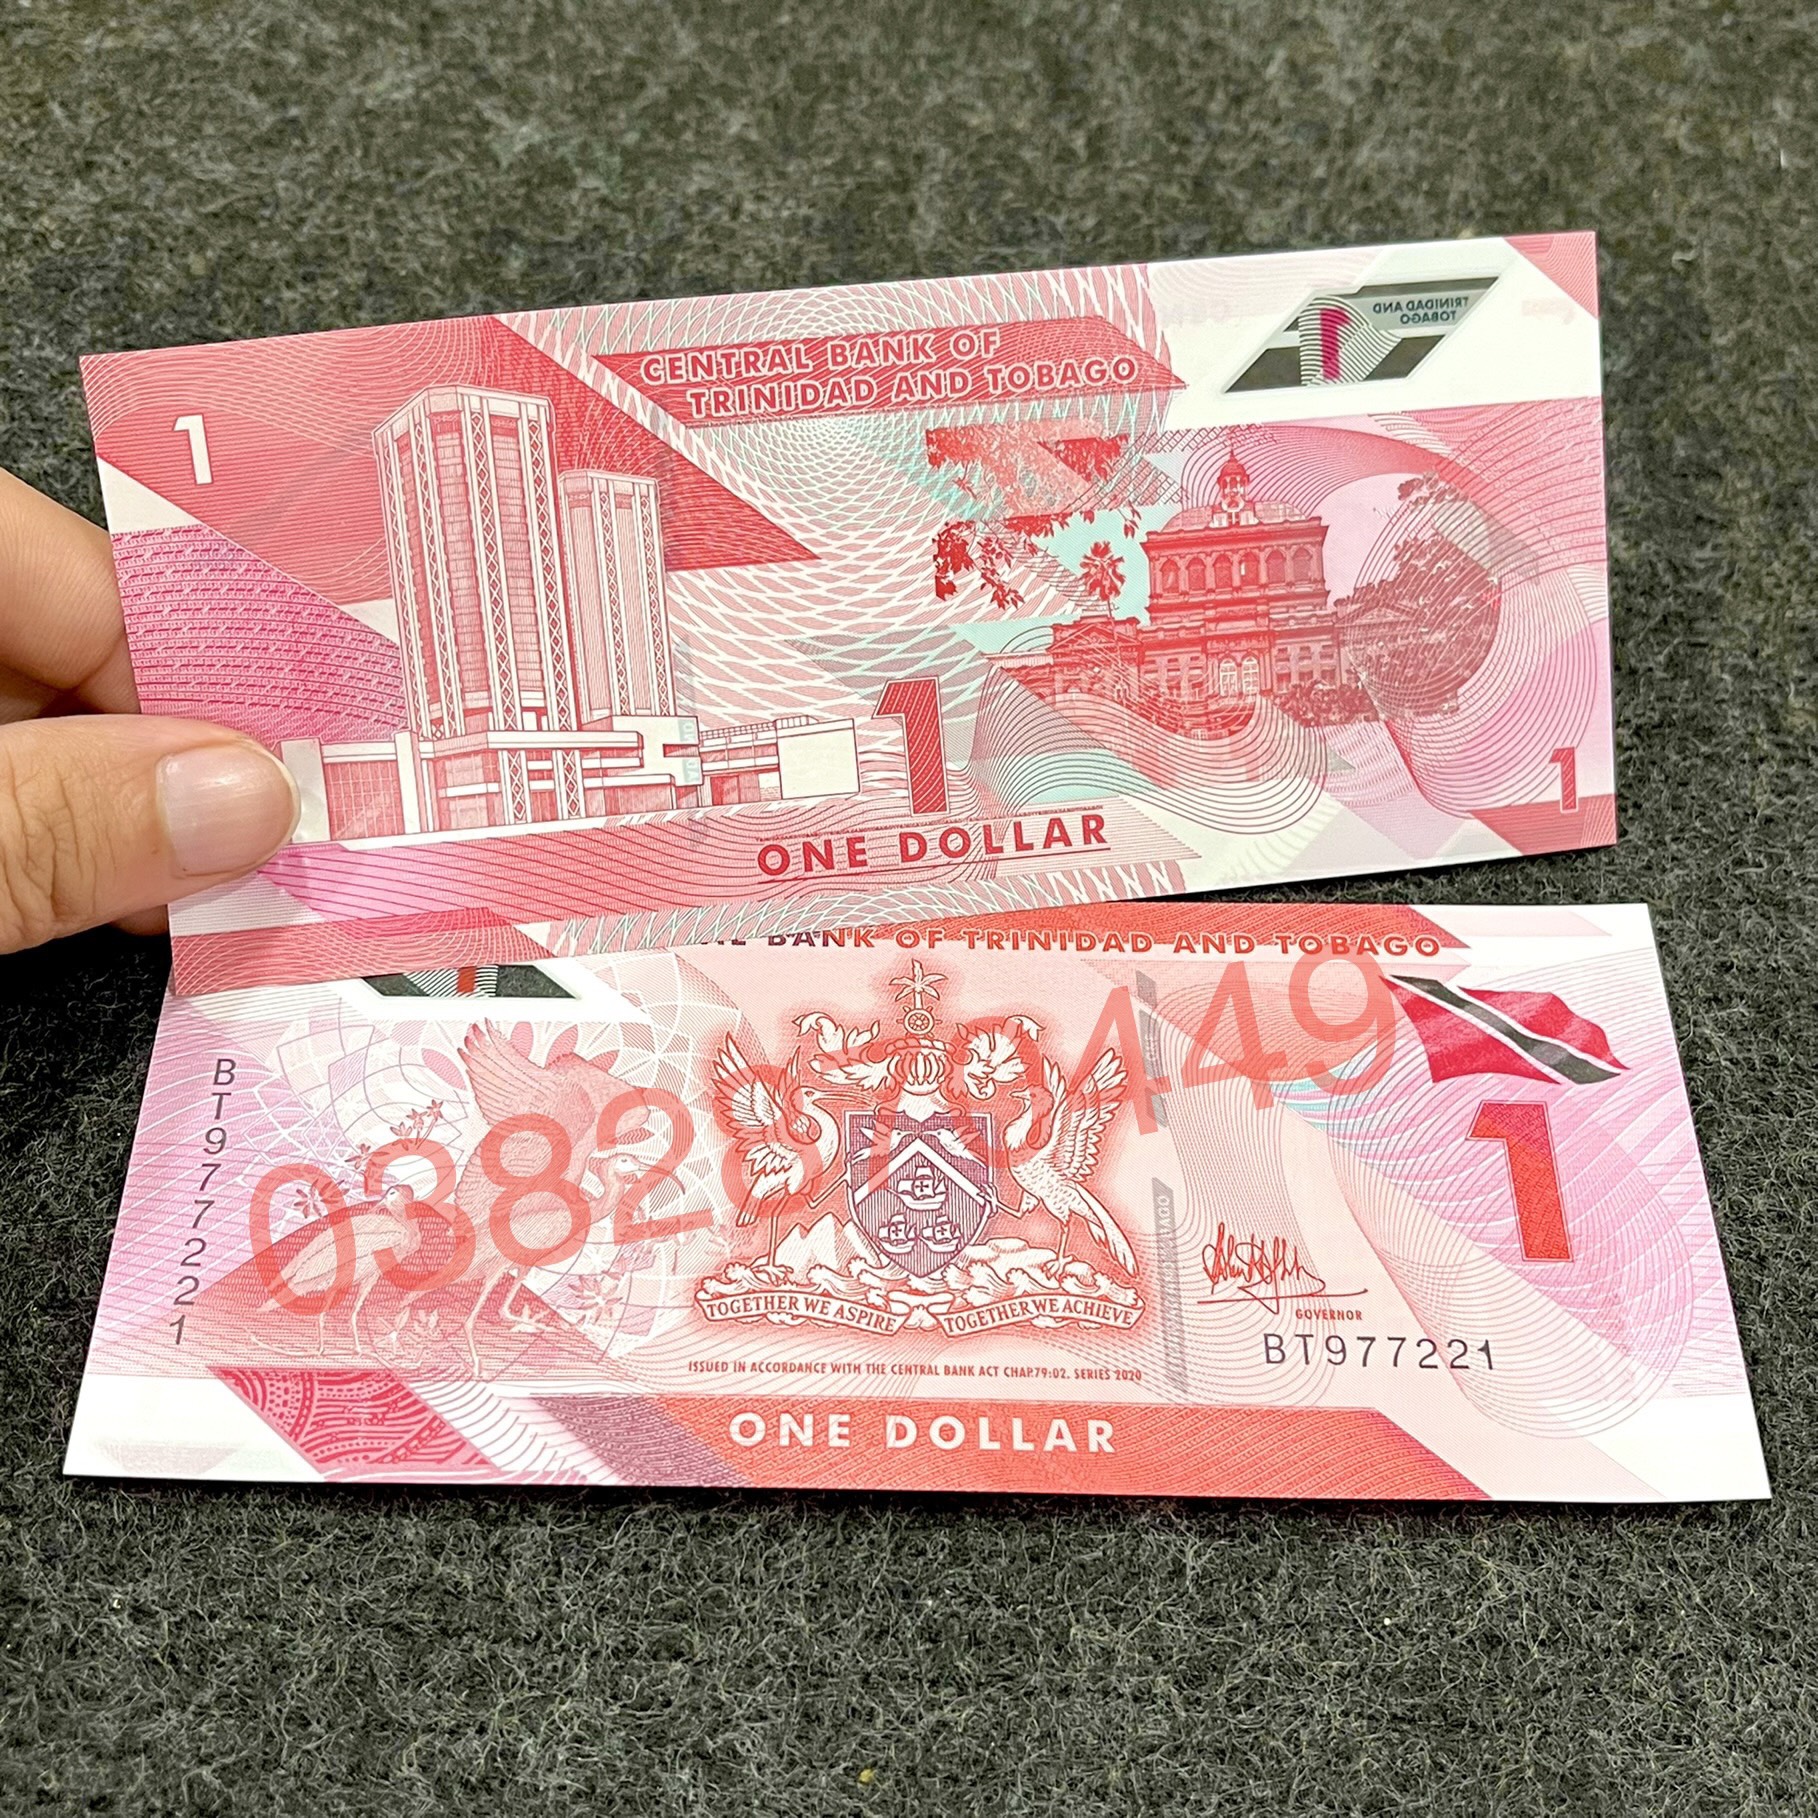 1
CENTRAL BANK OF
TRINIDAD AND TOBAGO
TRINIDAD AND
TOBAGO
1
1
ONE DOLLAR
BANK OF TRINIDAD AND TOBAGO
BT977221
1
TOGETHER WE ASPIRE TOGETHER WE ACHIEVE
GOVERNOR
BT977221
ISSUED IN ACCORDANCE WITH THE CENTRAL BANK ACT CHAP.79:02. SERIES 2020
ONE DOLLAR